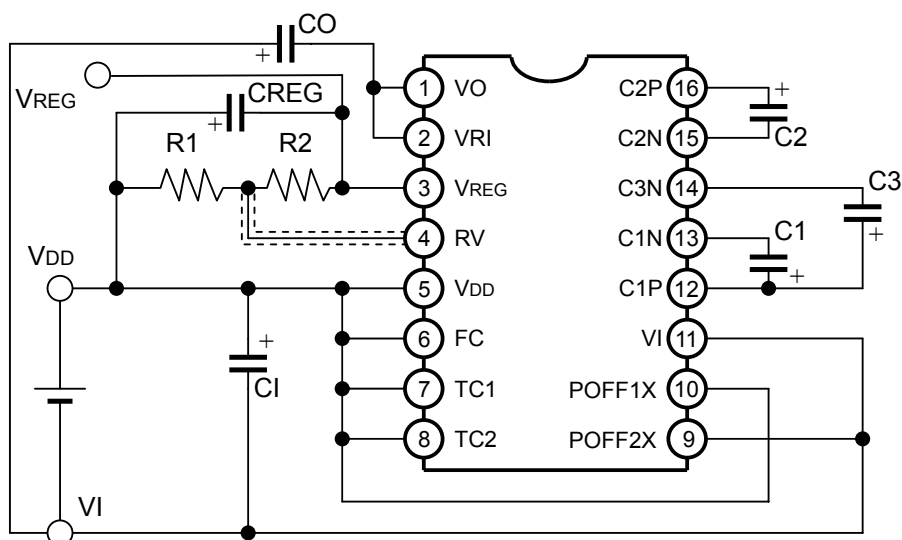 CO
+
VREG
CREG
+
R1
R2
VDD
CI
+
VI
1 VO
2 VRI
3 VREG
4 RV
5 VDD
6 FC
7 TC1
8 TC2
C2P 16
C2N 15
C3N 14
C1N 13
C1P 12
VI 11
POFF1X 10
POFF2X 9
+
C2
C3
+
C1
+